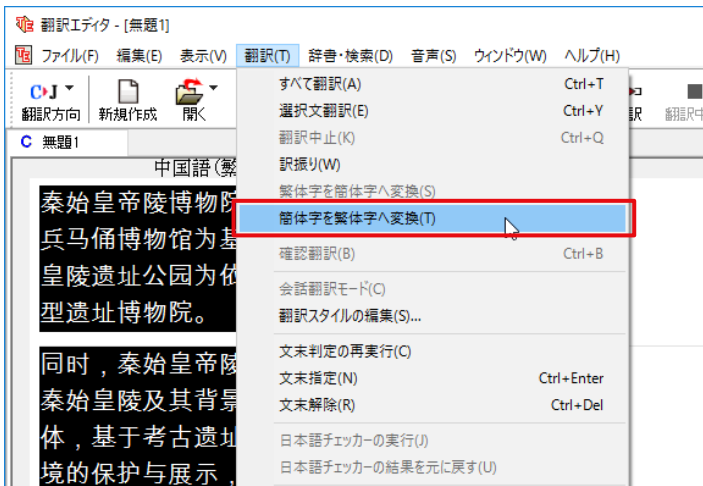 翻訳エディタ - [無題1]
ファイル(F) 編集(E) 表示(V) 翻訳(T) 辞書・検索(D) 音声(S) ウィンドウ(W) ヘルプ(H)
C›J
翻訳方向 新規作成 開く 訳 翻訳中
C 無題1
中国語(繁
秦始皇帝陵博物院
兵马俑博物馆为基
皇陵遗址公园为依
型遗址博物院。
同时，秦始皇帝陵
秦始皇陵及其背景
体，基于考古遗址
境的保护与展示，
すべて翻訳(A) Ctrl+T
選択文翻訳(E) Ctrl+Y
翻訳中止(K) Ctrl+Q
訳振り(W)
繁体字を簡体字へ変換(S)
簡体字を繁体字へ変換(T)
確認翻訳(B) Ctrl+B
会話翻訳モード(C)
翻訳スタイルの編集(S)...
文末判定の再実行(C)
文末指定(N) Ctrl+Enter
文末解除(R) Ctrl+Del
日本語チェッカーの実行(J)
日本語チェッカーの結果を元に戻す(U)